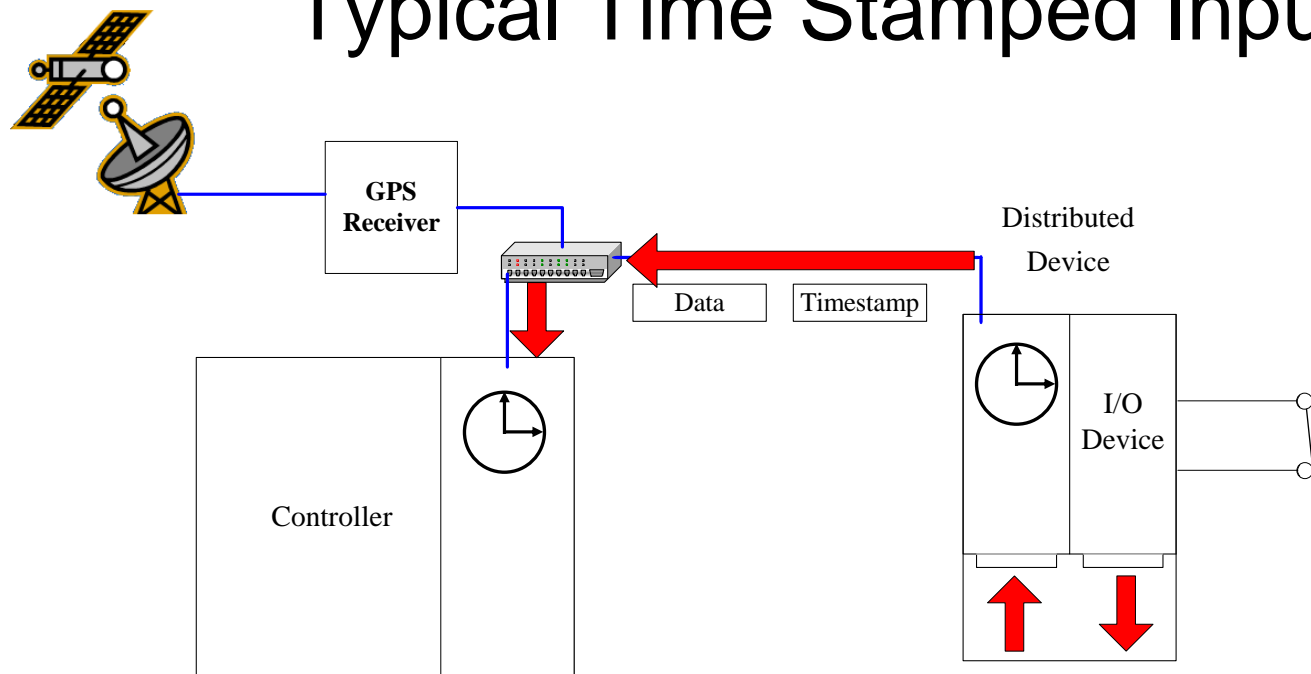 Typical Time Stamped Inpu
GPS
Receiver
Distributed
Device
Data
Timestamp
I/O
Device
Controller